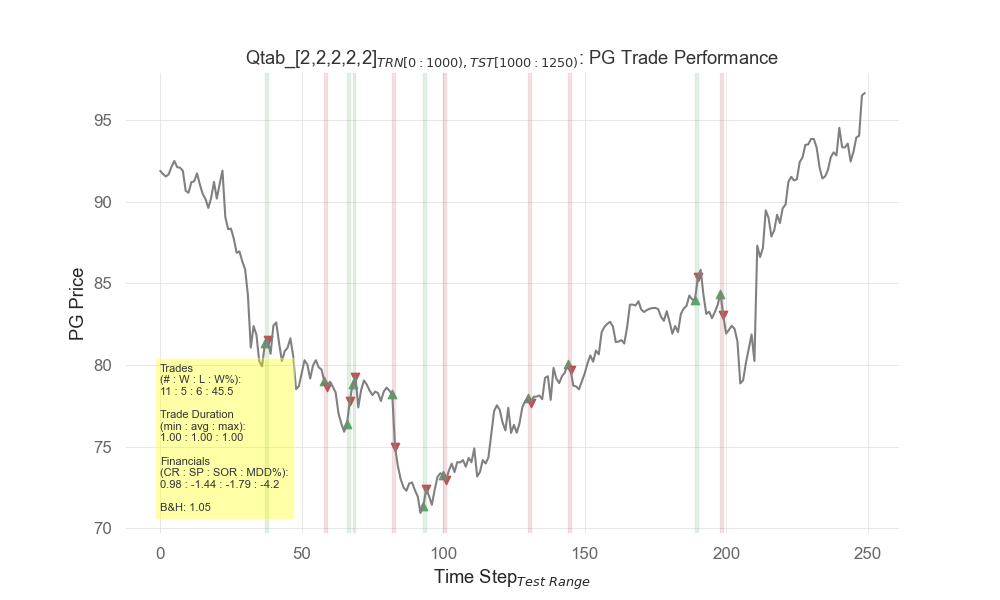 Qtab_[2,2,2,2,2]TRN[0 : 1000), TST[1000 : 1250): PG Trade Performance
PG Price
95
90
85
80
75
70
Trades
(# : W : L : W%):
11 : 5 : 6 : 45.5
Trade Duration
(min : avg : max):
1.00 : 1.00 : 1.00
Financials
(CR : SP : SOR : MDD%):
0.98 : -1.44 : -1.79 : -4.2
B&H: 1.05
0 50 100 150 200 250
Time StepTest Range